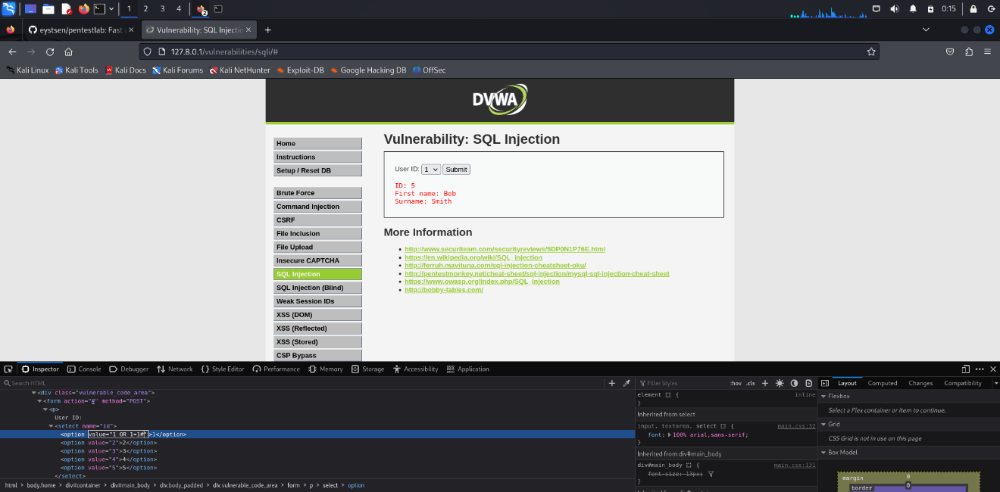 1 2 3 4 2 0:15
eystsen/pentestlab: Fast a Vulnerability: SQL Injectio
127.8.0.1/vulnerabilities/sqli/#
Kali Linux Kali Tools Kali Docs Kali Forums Kali NetHunter Exploit-DB Google Hacking DB OffSec
DVWA
Home
Instructions
Setup / Reset DB
Brute Force
Command Injection
CSRF
File Inclusion
File Upload
Insecure CAPTCHA
SQL Injection
SQL Injection (Blind)
Weak Session IDs
XSS (DOM)
XSS (Reflected)
XSS (Stored)
CSP Bypass
Vulnerability: SQL Injection
User ID: 1 Submit
ID: 5
First name: Bob
Surname: Smith
More Information
http://www.securiteam.com/securityreviews/5DP0N1P76E.html
https://en.wikipedia.org/wiki/SQL_injection
http://ferruh.mavituna.com/sql-injection-cheatsheet-oku/
http://pentestmonkey.net/cheat-sheet/sql-injection/mysql-sql-injection-cheat-sheet
https://www.owasp.org/index.php/SQL_Injection
http://bobby-tables.com/
Inspector Console Debugger Network Style Editor Performance Memory Storage Accessibility Application
Search HTML
<div class="vulnerable_code_area">
<form action="#" method="POST">
<p>
User ID:
<select name="id">
<option value="1 OR 1=1#">1</option>
<option value="2">2</option>
<option value="3">3</option>
<option value="4">4</option>
<option value="5">5</option>
</select>
html body.home div#container div#main_body div.body_padded div.vulnerable_code_area form p select option
Filter Styles :hov .cls
element { inline
}
Inherited from select
input, textarea, select { main.css:32
font: 100% arial,sans-serif;
}
Inherited from div#main_body
div#main_body { main.css:131
font-size: 13px;
}
Layout Computed Changes Compatibility
Flexbox
Select a Flex container or item to continue.
Grid
CSS Grid is not in use on this page
Box Model
margin 0
border 0